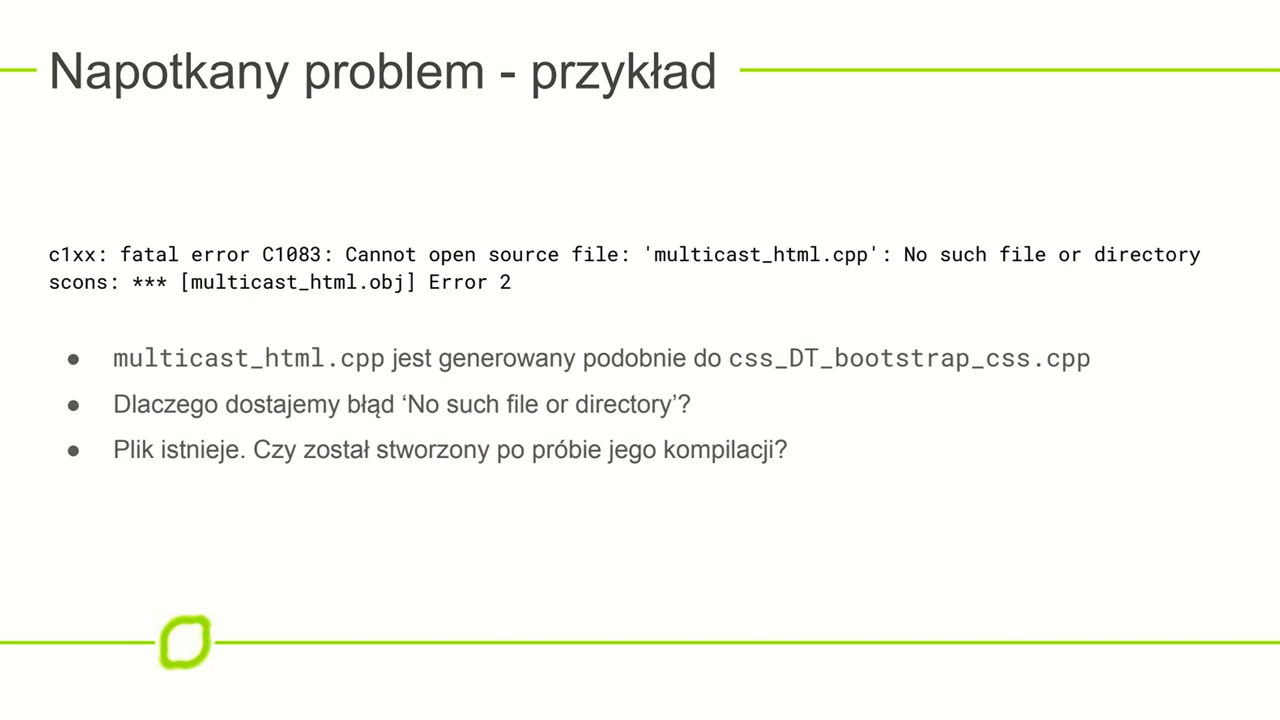 Napotkany problem - przykład
c1xx: fatal error C1083: Cannot open source file: 'multicast_html.cpp': No such file or directory
scons: *** [multicast_html.obj] Error 2
● multicast_html.cpp jest generowany podobnie do css_DT_bootstrap_css.cpp
● Dlaczego dostajemy błąd ‘No such file or directory’?
● Plik istnieje. Czy został stworzony po próbie jego kompilacji?